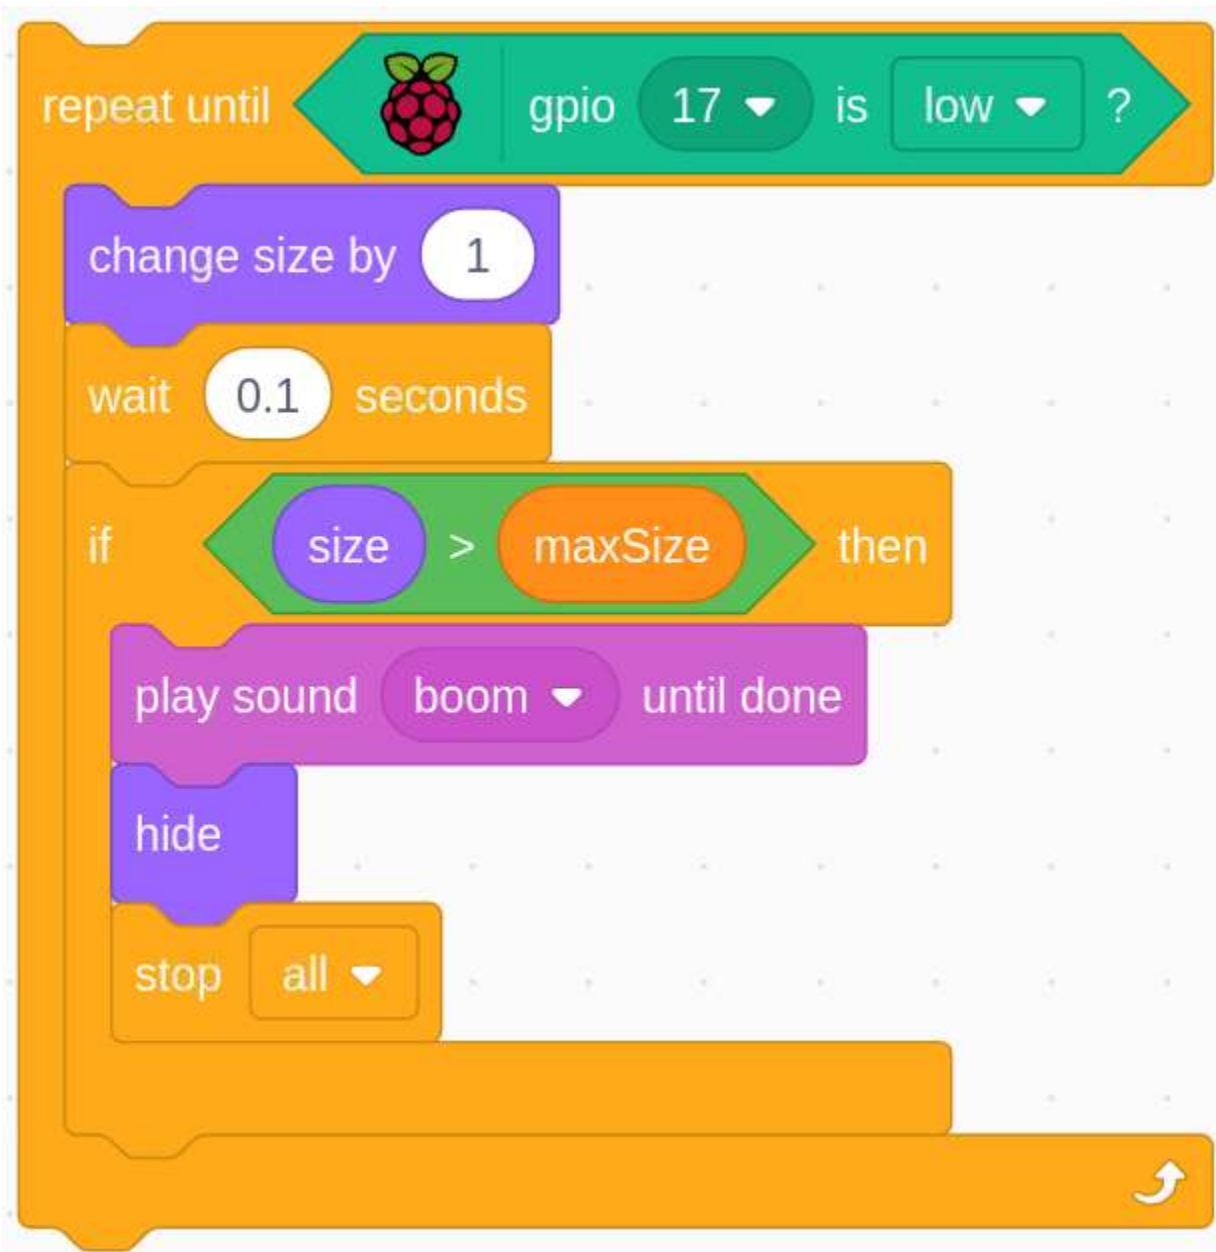 repeat until gpio 17 is low ?
change size by 1
wait 0.1 seconds
if size > maxSize then
play sound boom until done
hide
stop all